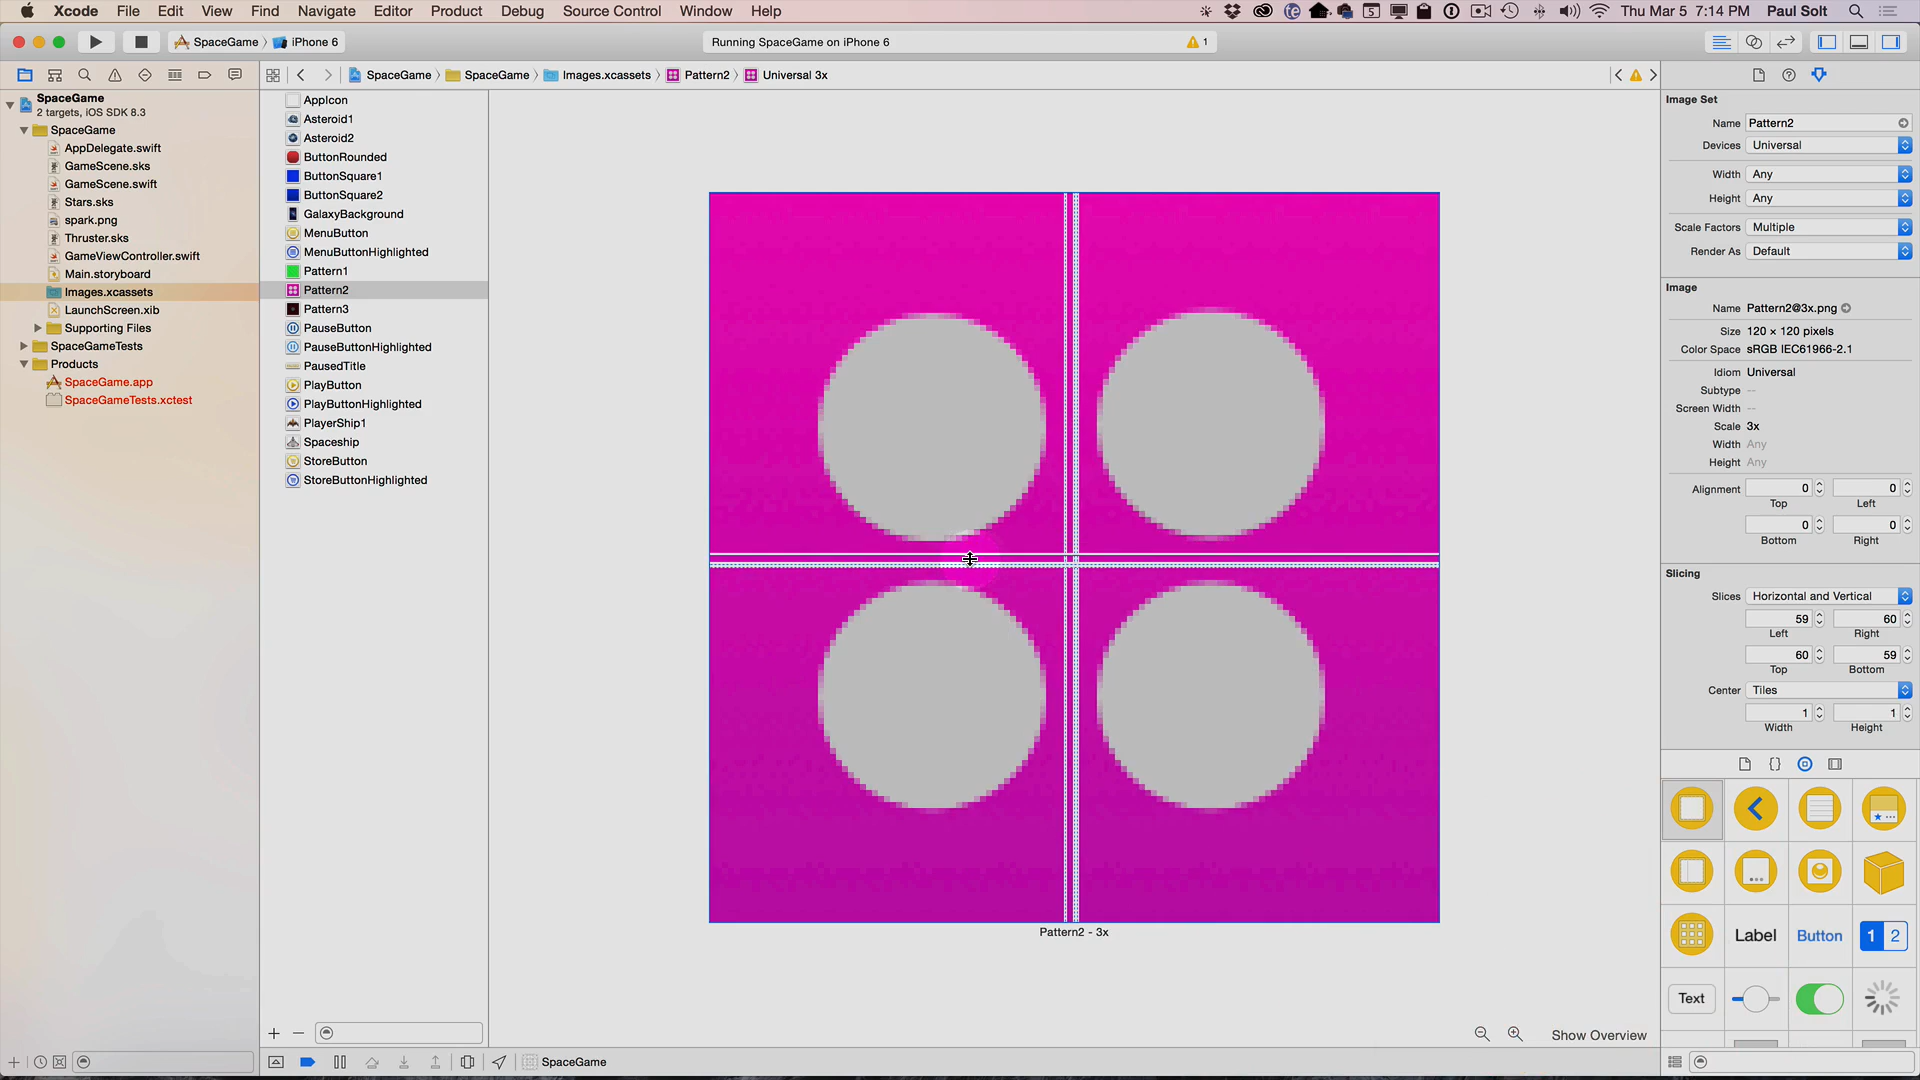 Xcode File Edit View Find Navigate Editor Product Debug Source Control Window Help
Thu Mar 5 7:14 PM Paul Solt
SpaceGame iPhone 6
Running SpaceGame on iPhone 6
1
SpaceGame SpaceGame Images.xcassets Pattern2 Universal 3x
SpaceGame
2 targets, iOS SDK 8.3
SpaceGame
AppDelegate.swift
GameScene.sks
GameScene.swift
Stars.sks
spark.png
Thruster.sks
GameViewController.swift
Main.storyboard
Images.xcassets
LaunchScreen.xib
Supporting Files
SpaceGameTests
Products
SpaceGame.app
SpaceGameTests.xctest
AppIcon
Asteroid1
Asteroid2
ButtonRounded
ButtonSquare1
ButtonSquare2
GalaxyBackground
MenuButton
MenuButtonHighlighted
Pattern1
Pattern2
Pattern3
PauseButton
PauseButtonHighlighted
PausedTitle
PlayButton
PlayButtonHighlighted
PlayerShip1
Spaceship
StoreButton
StoreButtonHighlighted
Pattern2 - 3x
Show Overview
SpaceGame
Image Set
Name Pattern2
Devices Universal
Width Any
Height Any
Scale Factors Multiple
Render As Default
Image
Name Pattern2@3x.png
Size 120 × 120 pixels
Color Space sRGB IEC61966-2.1
Idiom Universal
Subtype --
Screen Width --
Scale 3x
Width Any
Height Any
Alignment 0 0
Top Left
0 0
Bottom Right
Slicing
Slices Horizontal and Vertical
59 60
Left Right
60 59
Top Bottom
Center Tiles
1 1
Width Height
Label Button 1 2
Text